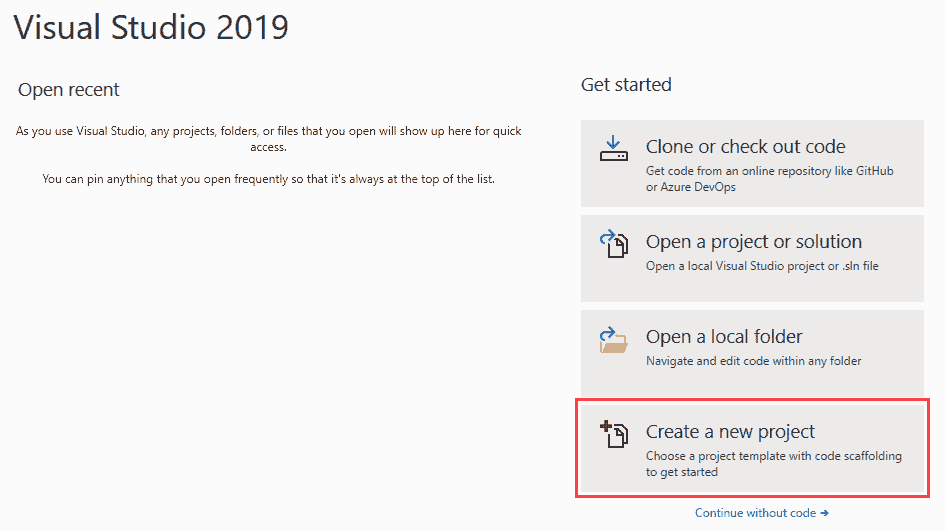 Visual Studio 2019
Open recent
As you use Visual Studio, any projects, folders, or files that you open will show up here for quick
access.
You can pin anything that you open frequently so that it's always at the top of the list.
Get started
Clone or check out code
Get code from an online repository like GitHub
or Azure DevOps
Open a project or solution
Open a local Visual Studio project or .sln file
Open a local folder
Navigate and edit code within any folder
Create a new project
Choose a project template with code scaffolding
to get started
Continue without code →